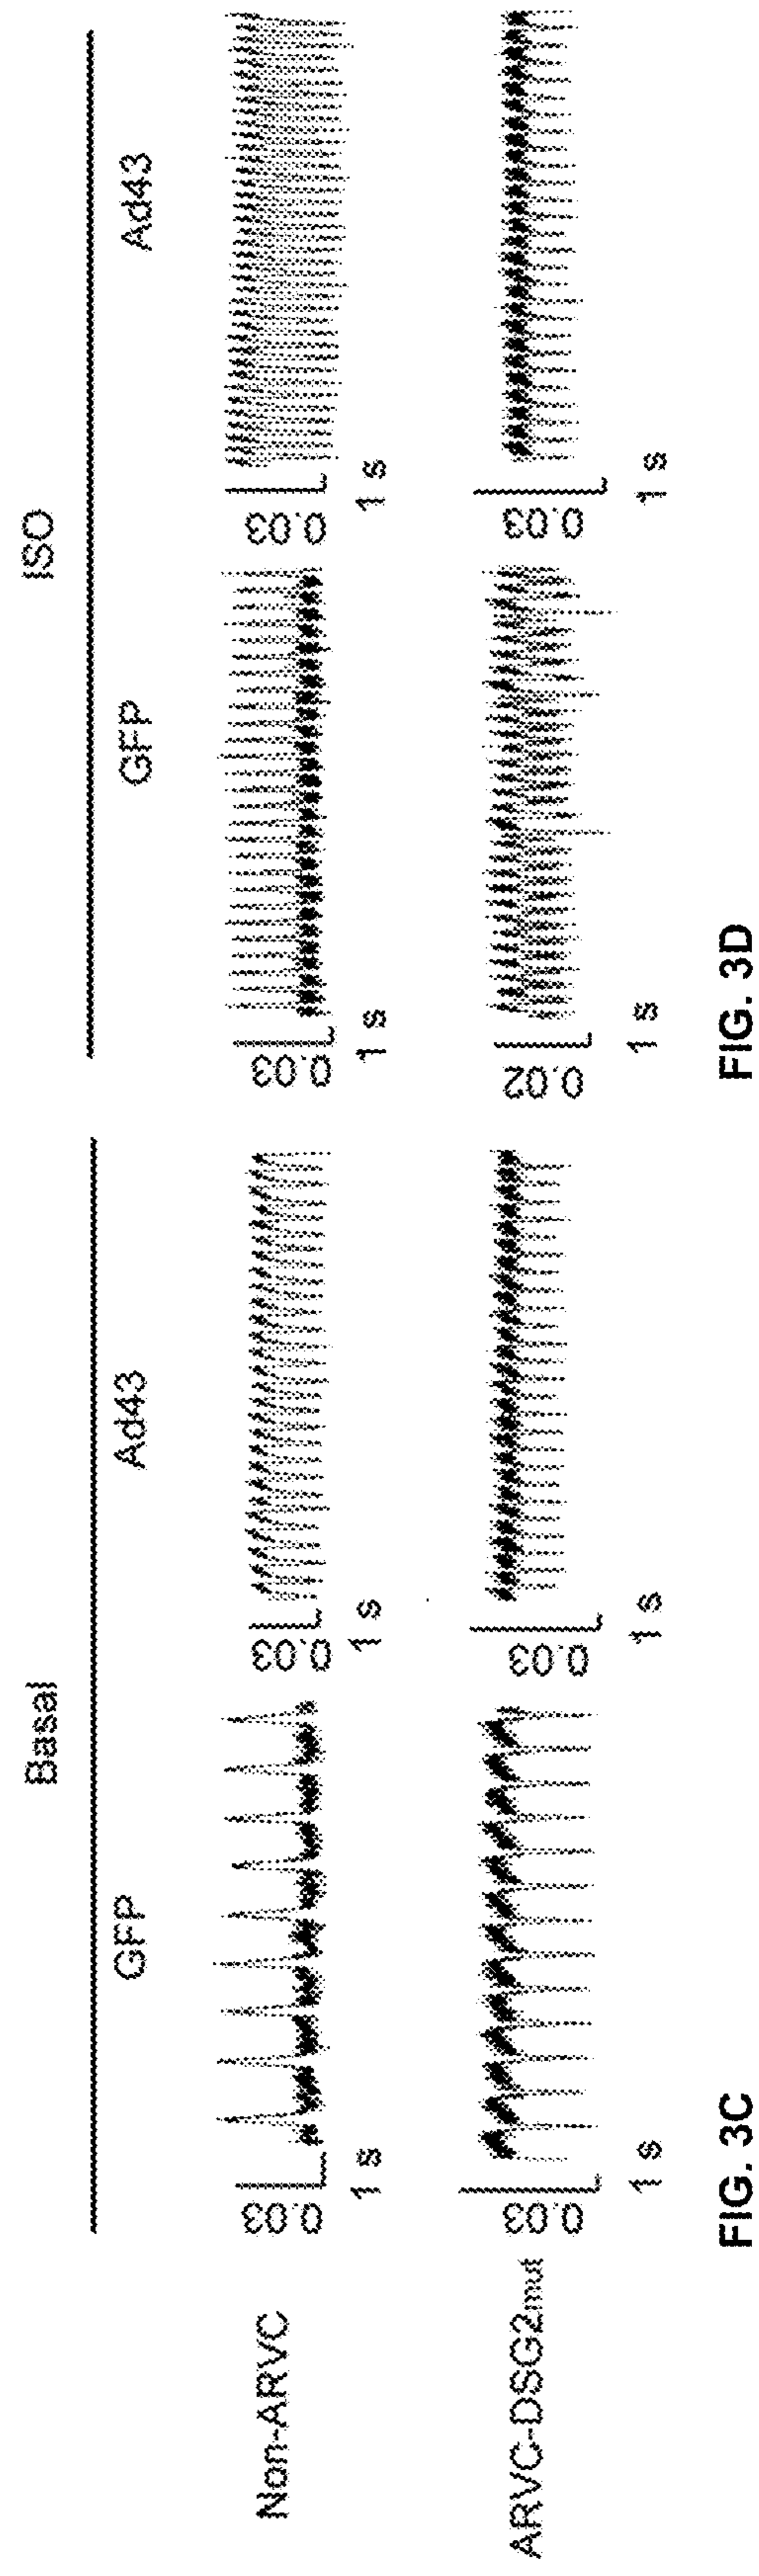 Basal
ISO
GFP
Ad43
GFP
Ad43
Non-ARVC
0.03
1 s
0.03
1 s
0.03
1 s
0.03
1 s
ARVC-DSG2mut
0.03
1 s
0.03
1 s
0.02
1 s
0.03
1 s
FIG. 3C
FIG. 3D